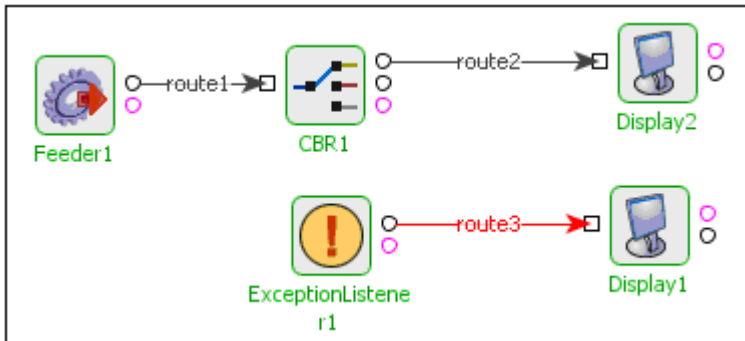 route1
route2
Feeder1
CBR1
Display2
route3
ExceptionListene
r1
Display1